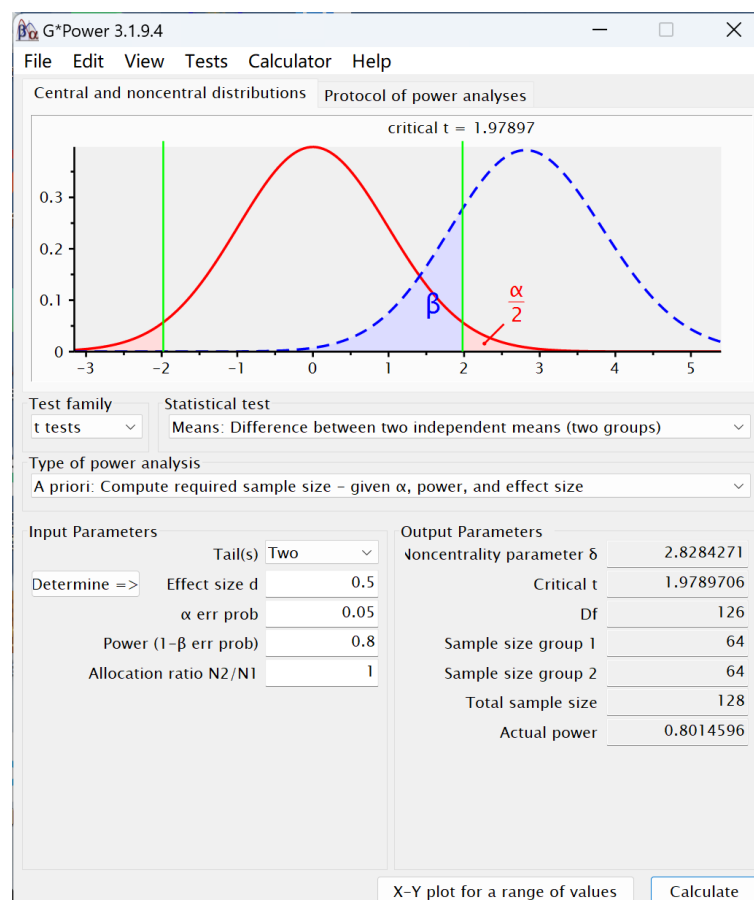 βα G*Power 3.1.9.4
File Edit View Tests Calculator Help
Central and noncentral distributions Protocol of power analyses
critical t = 1.97897
0.3
0.2
0.1
0
β
α
2
-3 -2 -1 0 1 2 3 4 5
Test family Statistical test
t tests Means: Difference between two independent means (two groups)
Type of power analysis
A priori: Compute required sample size – given α, power, and effect size
Input Parameters Output Parameters
Tail(s) Two Noncentrality parameter δ 2.8284271
Determine => Effect size d 0.5 Critical t 1.9789706
α err prob 0.05 Df 126
Power (1-β err prob) 0.8 Sample size group 1 64
Allocation ratio N2/N1 1 Sample size group 2 64
Total sample size 128
Actual power 0.8014596
X-Y plot for a range of values Calculate